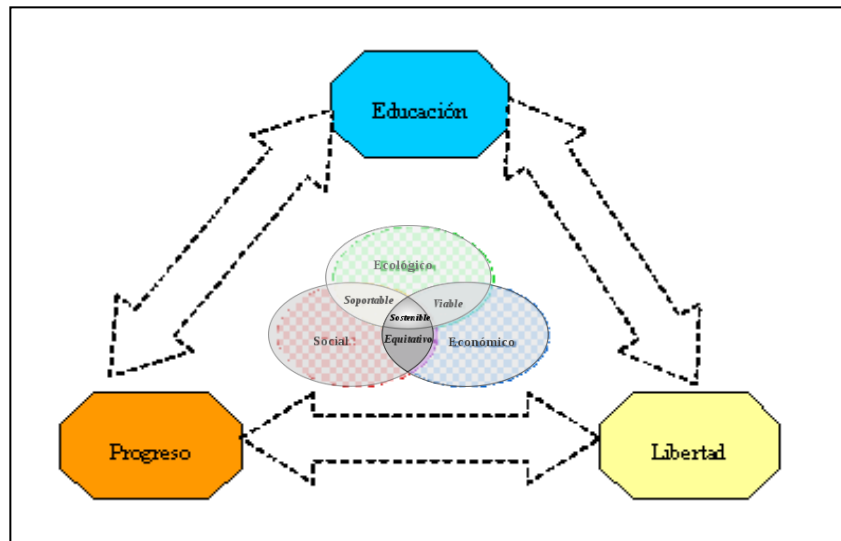 Educación
Ecológico
Soportable
Viable
Sostenible
Social.
Equitativo
Económico
Progreso
Libertad